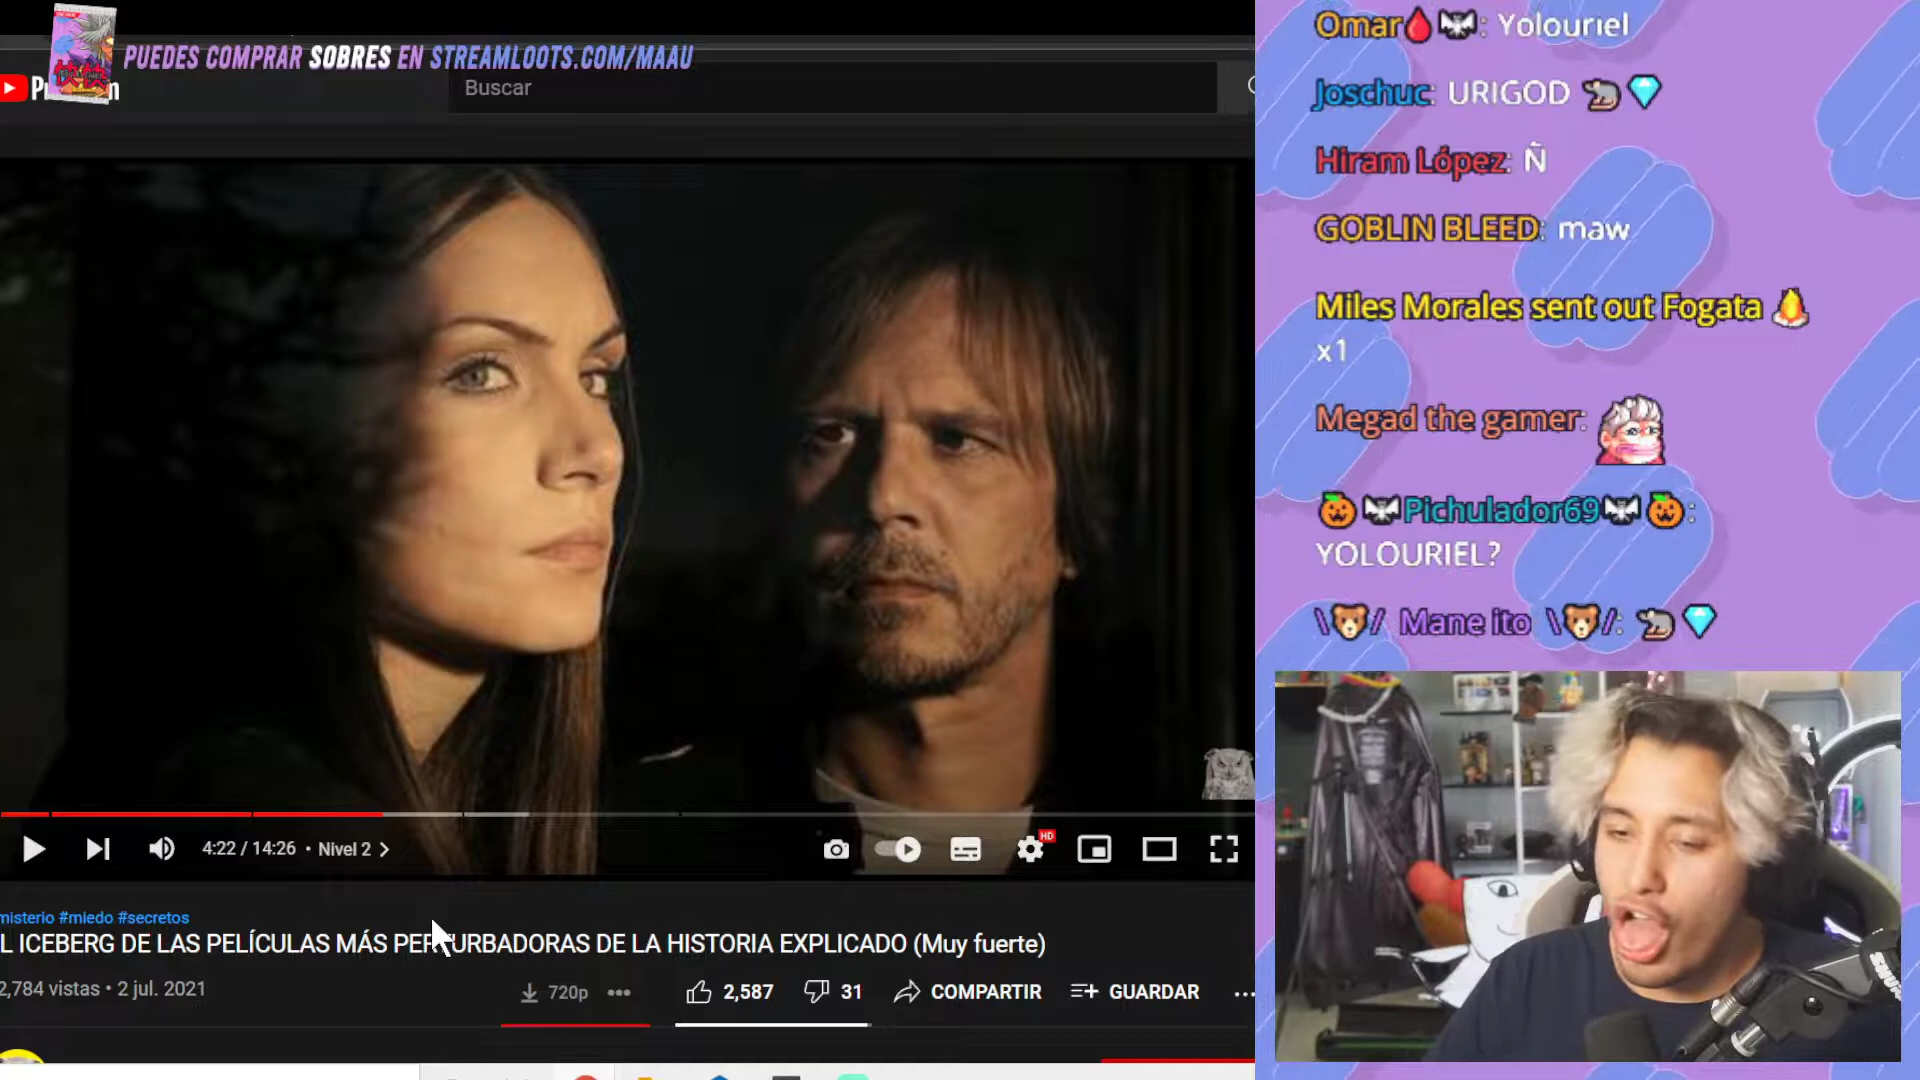 PUEDES COMPRAR SOBRES EN STREAMLOOTS.COM/MAAU
Buscar
4:22 / 14:26 • Nivel 2
HD
misterio #miedo #secretos
L ICEBERG DE LAS PELÍCULAS MÁS PERTURBADORAS DE LA HISTORIA EXPLICADO (Muy fuerte)
2,784 vistas • 2 jul. 2021
720p
2,587
31
COMPARTIR
GUARDAR
Omar: Yolouriel
Joschuc: URIGOD
Hiram López: Ñ
GOBLIN BLEED: maw
Miles Morales sent out Fogata
x1
Megad the gamer:
Pichulador69:
YOLOURIEL?
\ / Mane ito \ /:
SHURE